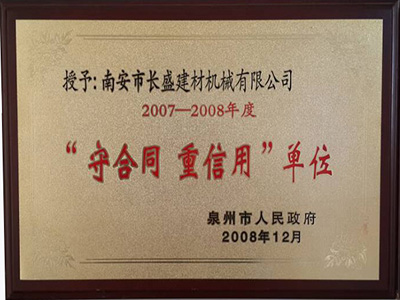 授予:南安市长盛建材机械有限公司
2007—2008年度
“守合同 重信用”单位
泉州市人民政府
2008年12月